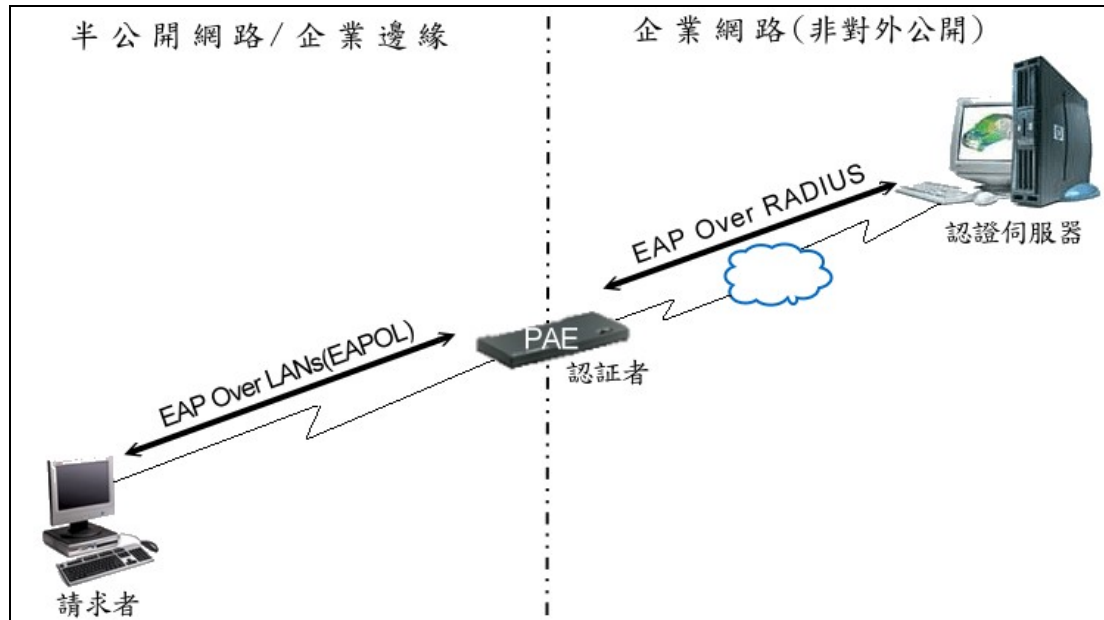 半公開網路/企業邊緣
企業網路(非對外公開)
EAP Over RADIUS
認證伺服器
PAE
認証者
EAP Over LANs(EAPOL)
請求者